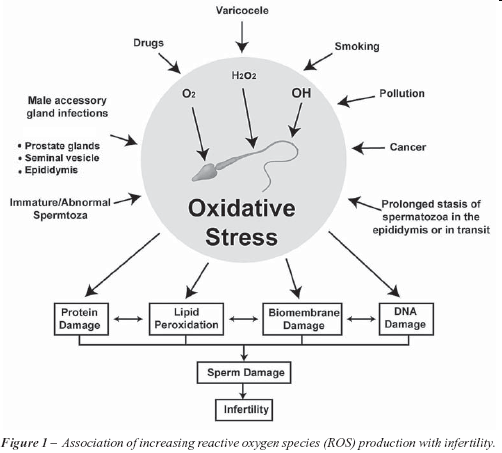 Varicocele
Drugs
Smoking
H2O2
O2
OH
Pollution
Male accessory
gland infections
• Prostate glands
• Seminal vesicle
• Epididymis
Cancer
Immature/Abnormal
Spermtoza
Prolonged stasis of
spermatozoa in the
epididymis or in transit
Oxidative
Stress
Protein
Damage
Lipid
Peroxidation
Biomembrane
Damage
DNA
Damage
Sperm Damage
Infertility
Figure 1 – Association of increasing reactive oxygen species (ROS) production with infertility.